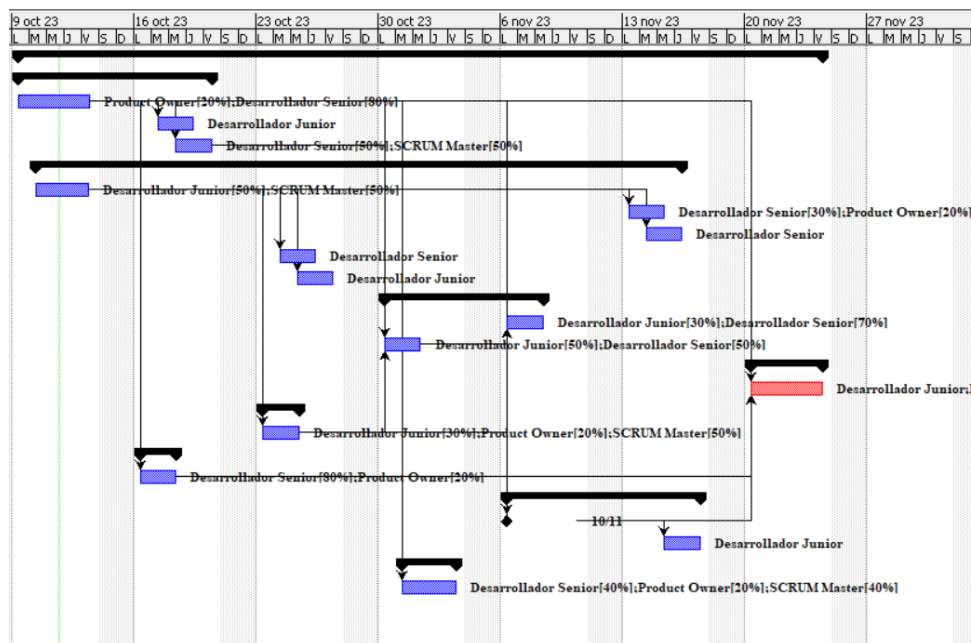 9 oct 23 16 oct 23 23 oct 23 30 oct 23 6 nov 23 13 nov 23 20 nov 23 27 nov 23
L M M J V S D L M M J V S D L M M J V S D L M M J V S D L M M J V S D L M M J V S D L M M J V S D L M M J V S
Product Owner[20%];Desarrollador Senior[80%]
Desarrollador Junior
Desarrollador Senior[50%];SCRUM Master[50%]
Desarrollador Junior[50%];SCRUM Master[50%]
Desarrollador Senior[30%];Product Owner[20%]
Desarrollador Senior
Desarrollador Senior
Desarrollador Junior
Desarrollador Junior[30%];Desarrollador Senior[70%]
Desarrollador Junior[50%];Desarrollador Senior[50%]
Desarrollador Junior;
Desarrollador Junior[30%];Product Owner[20%];SCRUM Master[50%]
Desarrollador Senior[80%];Product Owner[20%]
10/11
Desarrollador Junior
Desarrollador Senior[40%];Product Owner[20%];SCRUM Master[40%]